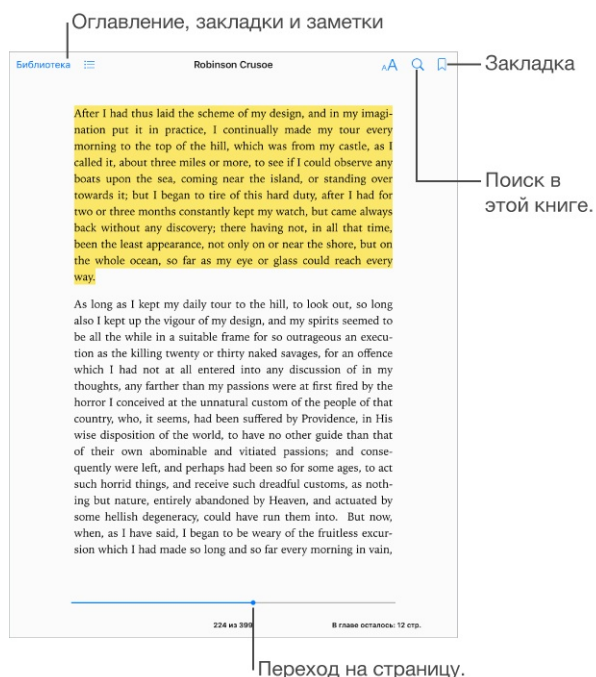 Оглавление, закладки и заметки
Библиотека
Robinson Crusoe
AA
Закладка
After I had thus laid the scheme of my design, and in my imagi-
nation put it in practice, I continually made my tour every
morning to the top of the hill, which was from my castle, as I
called it, about three miles or more, to see if I could observe any
boats upon the sea, coming near the island, or standing over
towards it; but I began to tire of this hard duty, after I had for
two or three months constantly kept my watch, but came always
back without any discovery; there having not, in all that time,
been the least appearance, not only on or near the shore, but on
the whole ocean, so far as my eye or glass could reach every
way.
Поиск в
этой книге.
As long as I kept my daily tour to the hill, to look out, so long
also I kept up the vigour of my design, and my spirits seemed to
be all the while in a suitable frame for so outrageous an execu-
tion as the killing twenty or thirty naked savages, for an offence
which I had not at all entered into any discussion of in my
thoughts, any farther than my passions were at first fired by the
horror I conceived at the unnatural custom of the people of that
country, who, it seems, had been suffered by Providence, in His
wise disposition of the world, to have no other guide than that
of their own abominable and vitiated passions; and conse-
quently were left, and perhaps had been so for some ages, to act
such horrid things, and receive such dreadful customs, as noth-
ing but nature, entirely abandoned by Heaven, and actuated by
some hellish degeneracy, could have run them into. But now,
when, as I have said, I began to be weary of the fruitless excur-
sion which I had made so long and so far every morning in vain,
224 из 399
В главе осталось: 12 стр.
Переход на страницу.